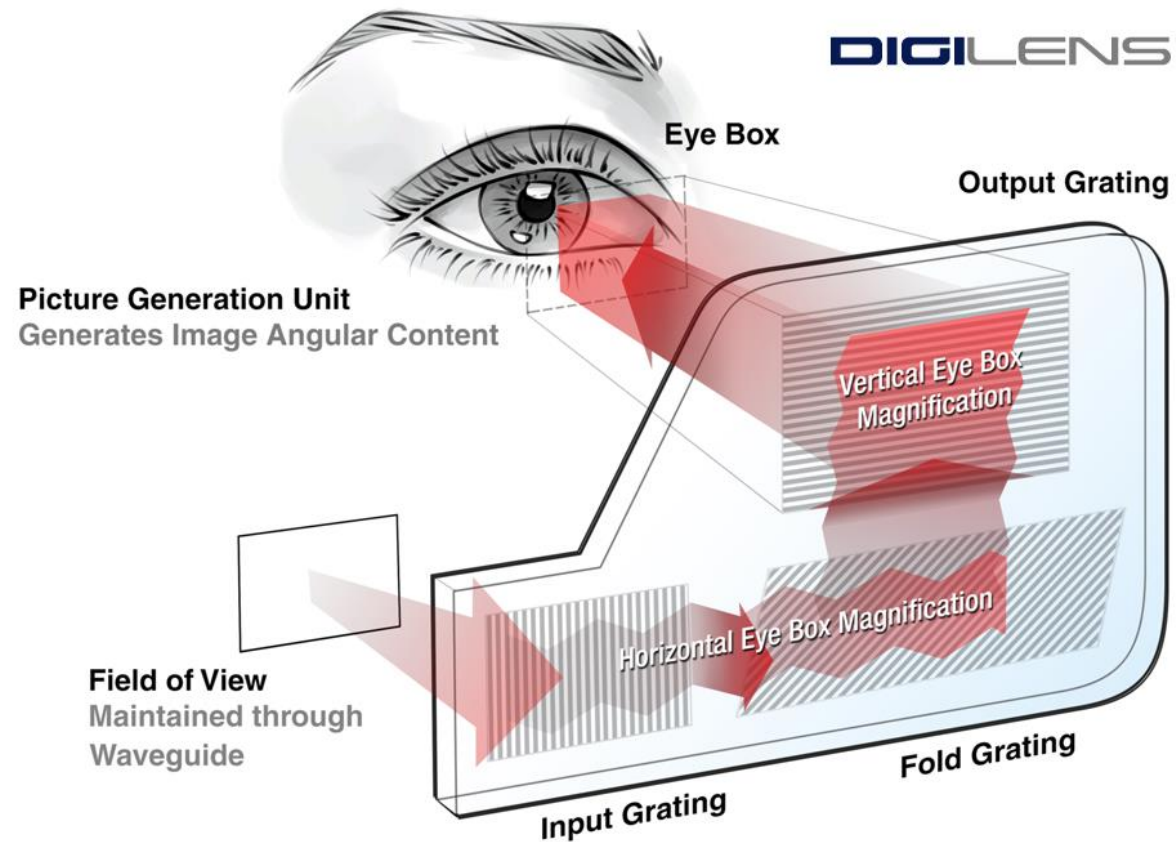 DIGILENS
Eye Box
Output Grating
Picture Generation Unit
Generates Image Angular Content
Vertical Eye Box
Magnification
Horizontal Eye Box Magnification
Field of View
Maintained through
Waveguide
Fold Grating
Input Grating